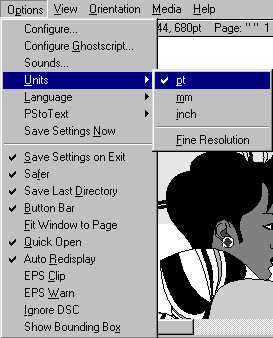 Options View Orientation Media Help
Configure...
44, 680pt Page: " " 1
Configure Ghostscript...
Sounds...
Units
pt
Language
mm
PStoText
inch
Save Settings Now
Fine Resolution
Save Settings on Exit
Safer
Save Last Directory
Button Bar
Fit Window to Page
Quick Open
Auto Redisplay
EPS Clip
EPS Warn
Ignore DSC
Show Bounding Box